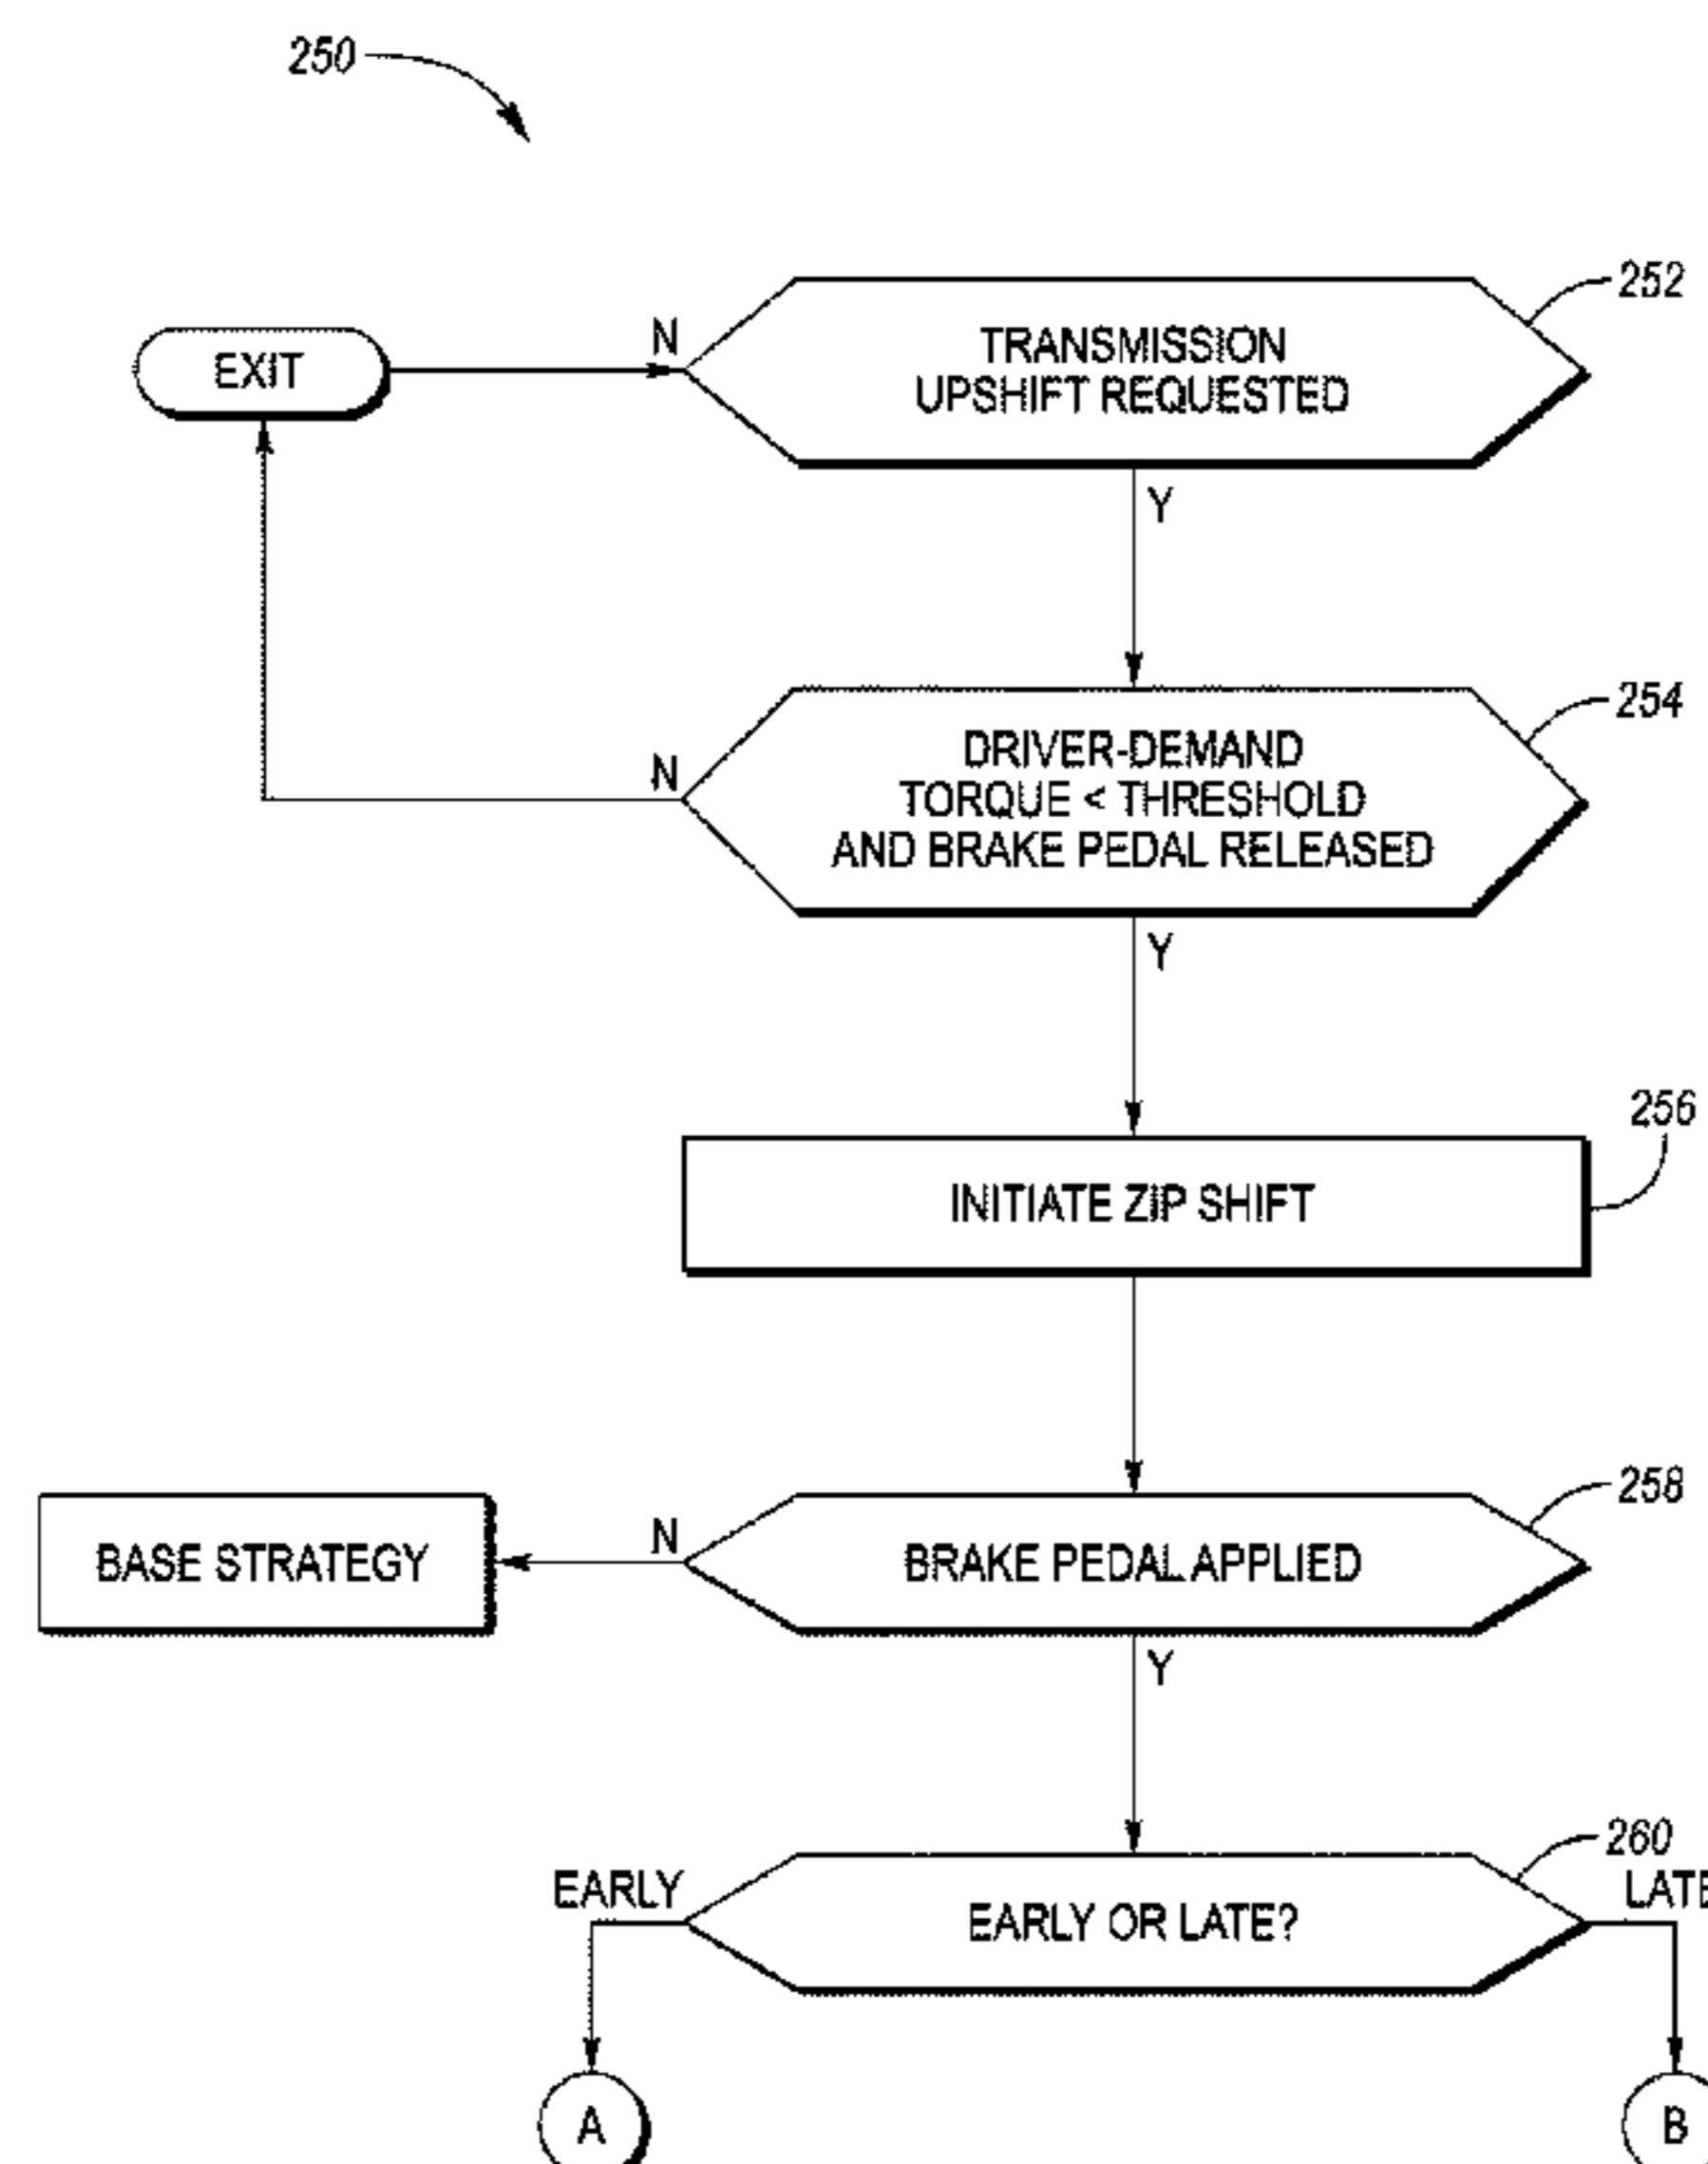 250
252
TRANSMISSION
UPSHIFT REQUESTED
N
EXIT
Y
254
DRIVER-DEMAND
TORQUE < THRESHOLD
AND BRAKE PEDAL RELEASED
N
Y
256
INITIATE ZIP SHIFT
258
BRAKE PEDAL APPLIED
N
BASE STRATEGY
Y
260
EARLY
EARLY OR LATE?
LATE
A
B